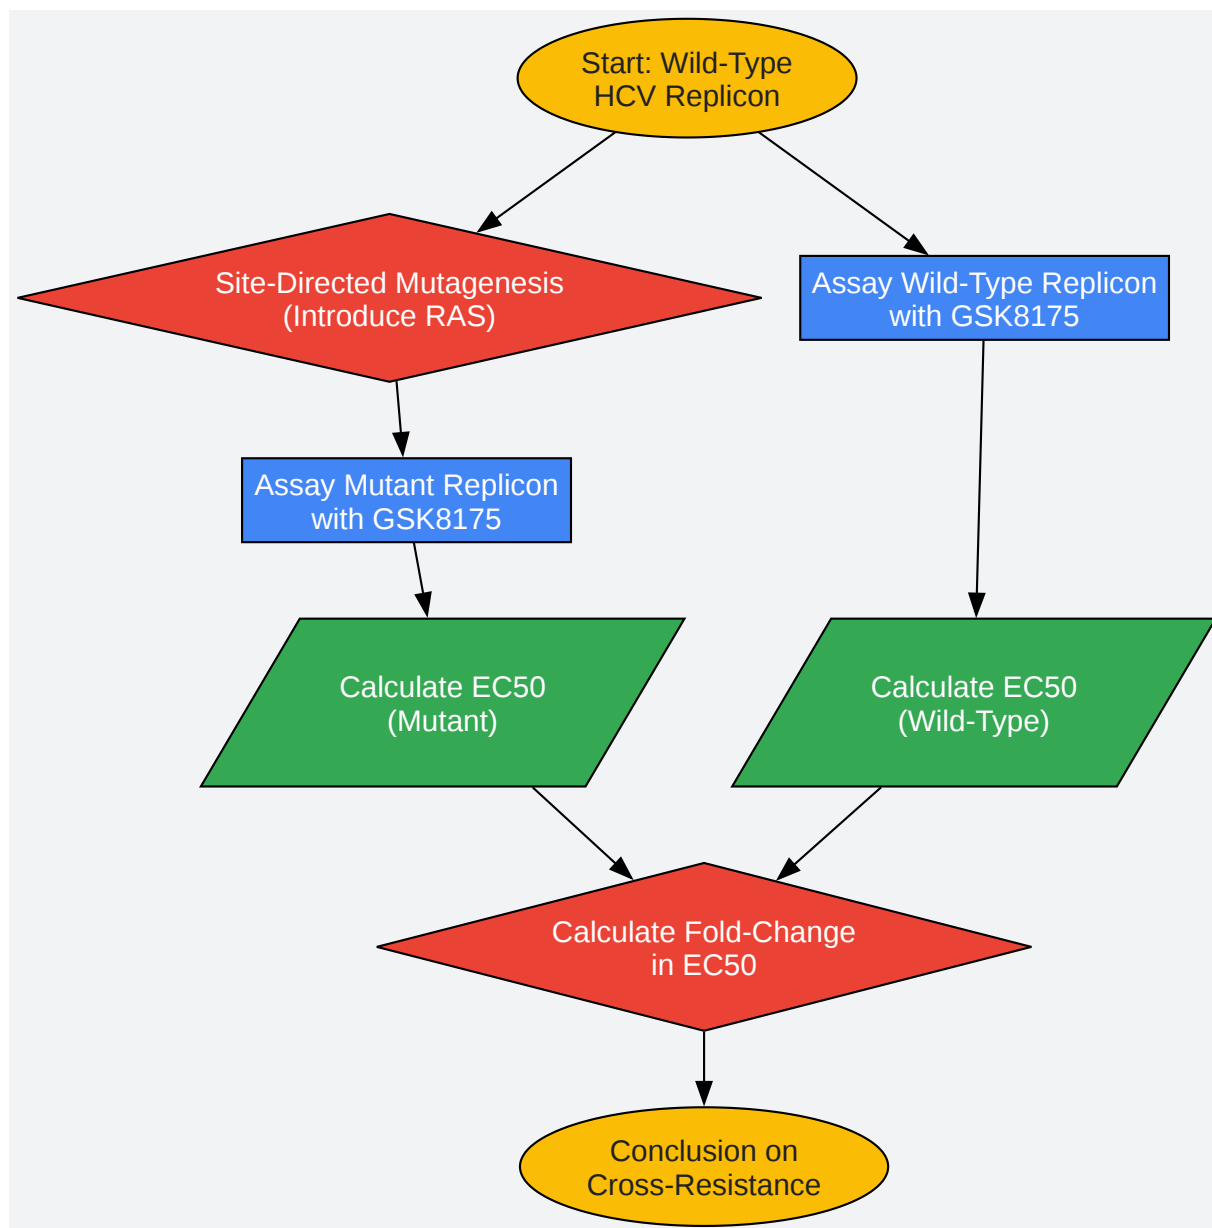 Start: Wild-Type
HCV Replicon
Site-Directed Mutagenesis
(Introduce RAS)
Assay Wild-Type Replicon
with GSK8175
Assay Mutant Replicon
with GSK8175
Calculate EC50
(Mutant)
Calculate EC50
(Wild-Type)
Calculate Fold-Change
in EC50
Conclusion on
Cross-Resistance